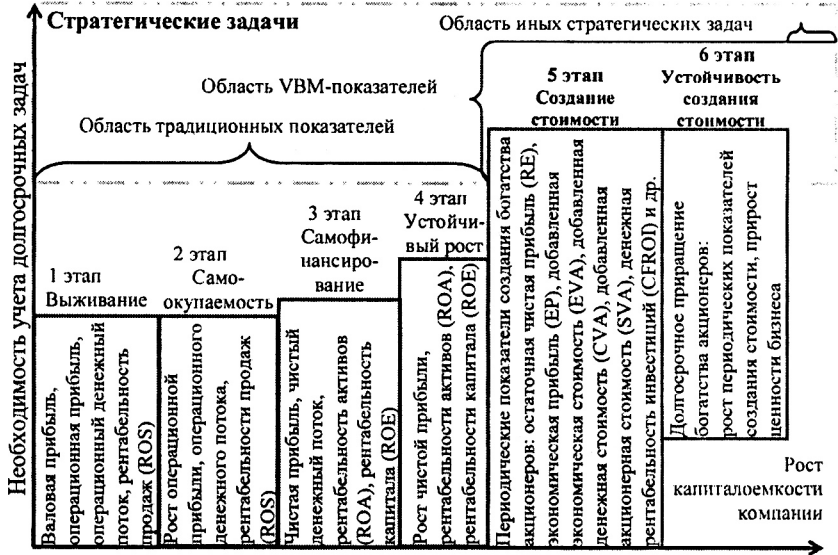 Стратегические задачи
Область иных стратегических задач
Область VBM-показателей
Область традиционных показателей
Необходимость учета долгосрочных задач
1 этап
Выживание
Валовая прибыль,
операционная прибыль,
операционный денежный
поток, рентабельность
продаж (ROS)
2 этап
Само-
окупаемость
Рост операционной
прибыли, операционного
денежного потока,
рентабельности продаж
(ROS)
3 этап
Самофи-
нансиро-
вание
Чистая прибыль, чистый
денежный поток,
рентабельность активов
(ROA), рентабельность
капитала (ROE)
4 этап
Устойчи-
вый рост
Рост чистой прибыли,
рентабельности активов (ROA),
рентабельности капитала (ROE)
5 этап
Создание
стоимости
Периодические показатели создания богатства
акционеров: остаточная чистая прибыль (RE),
экономическая прибыль (EP), добавленная
экономическая стоимость (EVA), добавленная
денежная стоимость (CVA), добавленная
акционерная стоимость (SVA), денежная
рентабельность инвестиций (CFROI) и др.
6 этап
Устойчивость
создания
стоимости
Долгосрочное приращение
богатства акционеров:
рост периодических показателей
создания стоимости, прирост
ценности бизнеса
Рост
капиталоемкости
компании